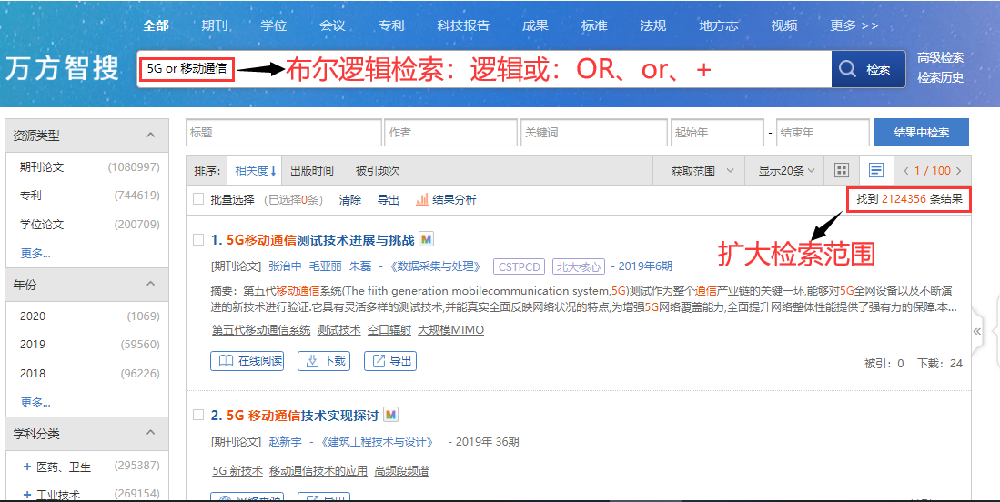 全部 期刊 学位 会议 专利 科技报告 成果 标准 法规 地方志 视频 更多 >>
万方智搜
5G or 移动通信
布尔逻辑检索：逻辑或：OR、or、+
检索
高级检索
检索历史
资源类型
期刊论文 (1080997)
专利 (744619)
学位论文 (200709)
更多...
年份
2020 (1069)
2019 (59560)
2018 (96226)
更多...
学科分类
+ 医药、卫生 (295387)
+ 工业技术 (269154)
标题 作者 关键词 起始年 - 结束年 结果中检索
排序： 相关度↓ 出版时间 被引频次 获取范围 显示20条 < 1 / 100 >
批量选择 (已选择0条) 清除 导出 结果分析 找到 2124356 条结果
扩大检索范围
1. 5G移动通信测试技术进展与挑战 M
[期刊论文] 张治中 毛亚丽 朱磊 - 《数据采集与处理》 CSTPCD 北大核心 - 2019年6期
摘要：第五代移动通信系统(The fiith generation mobilecommunication system,5G)测试作为整个通信产业链的关键一环,能够对5G全网设备以及不断演
进的新技术进行验证.它具有灵活多样的测试技术,并能真实全面反映网络状况的特点,为增强5G网络覆盖能力,全面提升网络整体性能提供了强有力的保障.本...
第五代移动通信系统 测试技术 空口辐射 大规模MIMO
在线阅读 下载 导出
被引：0 下载：24
2. 5G 移动通信技术实现探讨 M
[期刊论文] 赵新宇 - 《建筑工程技术与设计》 - 2019年 36期
5G 新技术 移动通信技术的应用 高频段频谱
网络来源 导出
«